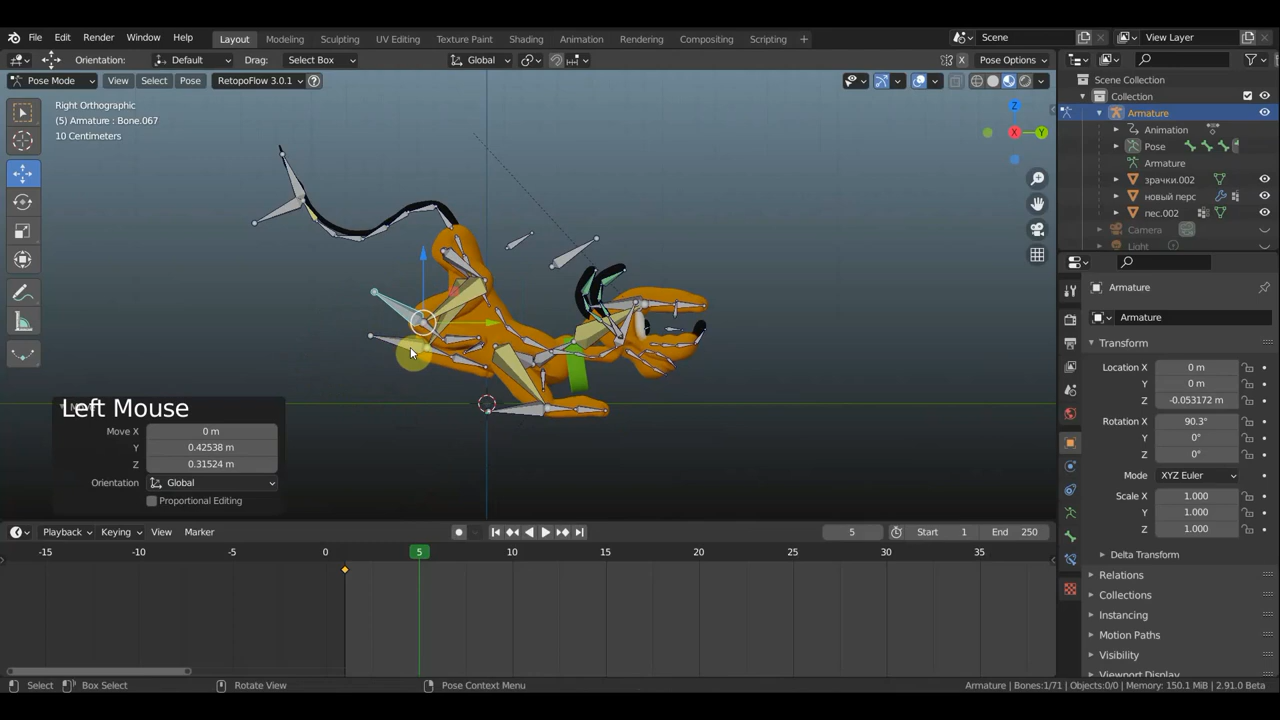 File Edit Render Window Help Layout Modeling Sculpting UV Editing Texture Paint Shading Animation Rendering Compositing Scripting Scene View Layer
Orientation: Default Drag: Select Box Global X Pose Options
Pose Mode View Select Pose RetopoFlow 3.0.1
Right Orthographic
(5) Armature : Bone.067
10 Centimeters
Z
X
Y
Scene Collection
Collection
Armature
Animation
Pose
Armature
зрачки.002
новый перс
пес.002
Camera
Light
Armature
Armature
Transform
Location X 0 m
Y 0 m
Z -0.053172 m
Rotation X 90.3°
Y 0°
Z 0°
Mode XYZ Euler
Scale X 1.000
Y 1.000
Z 1.000
Delta Transform
Relations
Collections
Instancing
Motion Paths
Visibility
Viewport Display
Left Mouse
Move X 0 m
Y 0.42538 m
Z 0.31524 m
Orientation Global
Proportional Editing
Playback Keying View Marker 5 Start 1 End 250
-15 -10 -5 0 5 10 15 20 25 30 35
Select Box Select Rotate View Pose Context Menu Armature | Bones:1/71 | Objects:0/0 | Memory: 150.1 MiB | 2.91.0 Beta